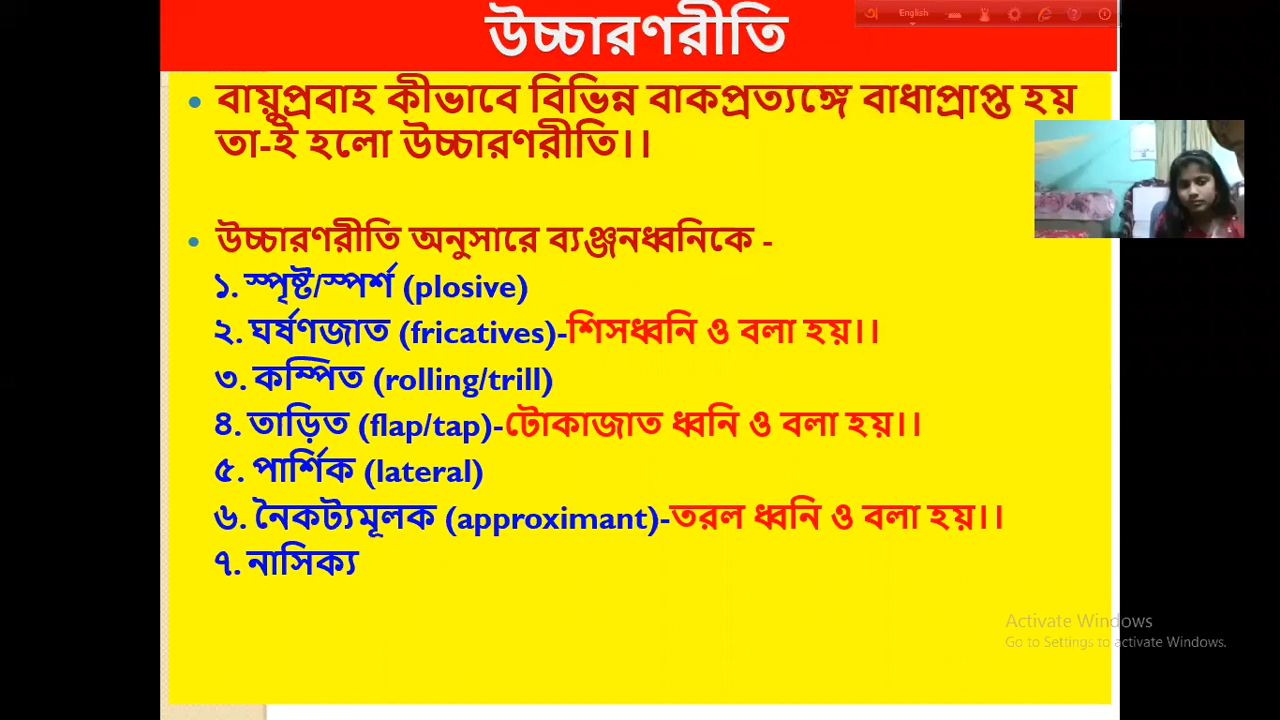 উচ্চারণরীতি
English
বায়ুপ্রবাহ কীভাবে বিভিন্ন বাকপ্রত্যঙ্গে বাধাপ্রাপ্ত হয়
তা-ই হলো উচ্চারণরীতি।।
উচ্চারণরীতি অনুসারে ব্যঞ্জনধ্বনিকে -
১. স্পৃষ্ট/স্পর্শ (plosive)
২. ঘর্ষণজাত (fricatives)-শিসধ্বনি ও বলা হয়।।
৩. কম্পিত (rolling/trill)
৪. তাড়িত (flap/tap)-টোকাজাত ধ্বনি ও বলা হয়।।
৫. পার্শিক (lateral)
৬. নৈকট্যমূলক (approximant)-তরল ধ্বনি ও বলা হয়।।
৭. নাসিক্য
Activate Windows
Go to Settings to activate Windows.